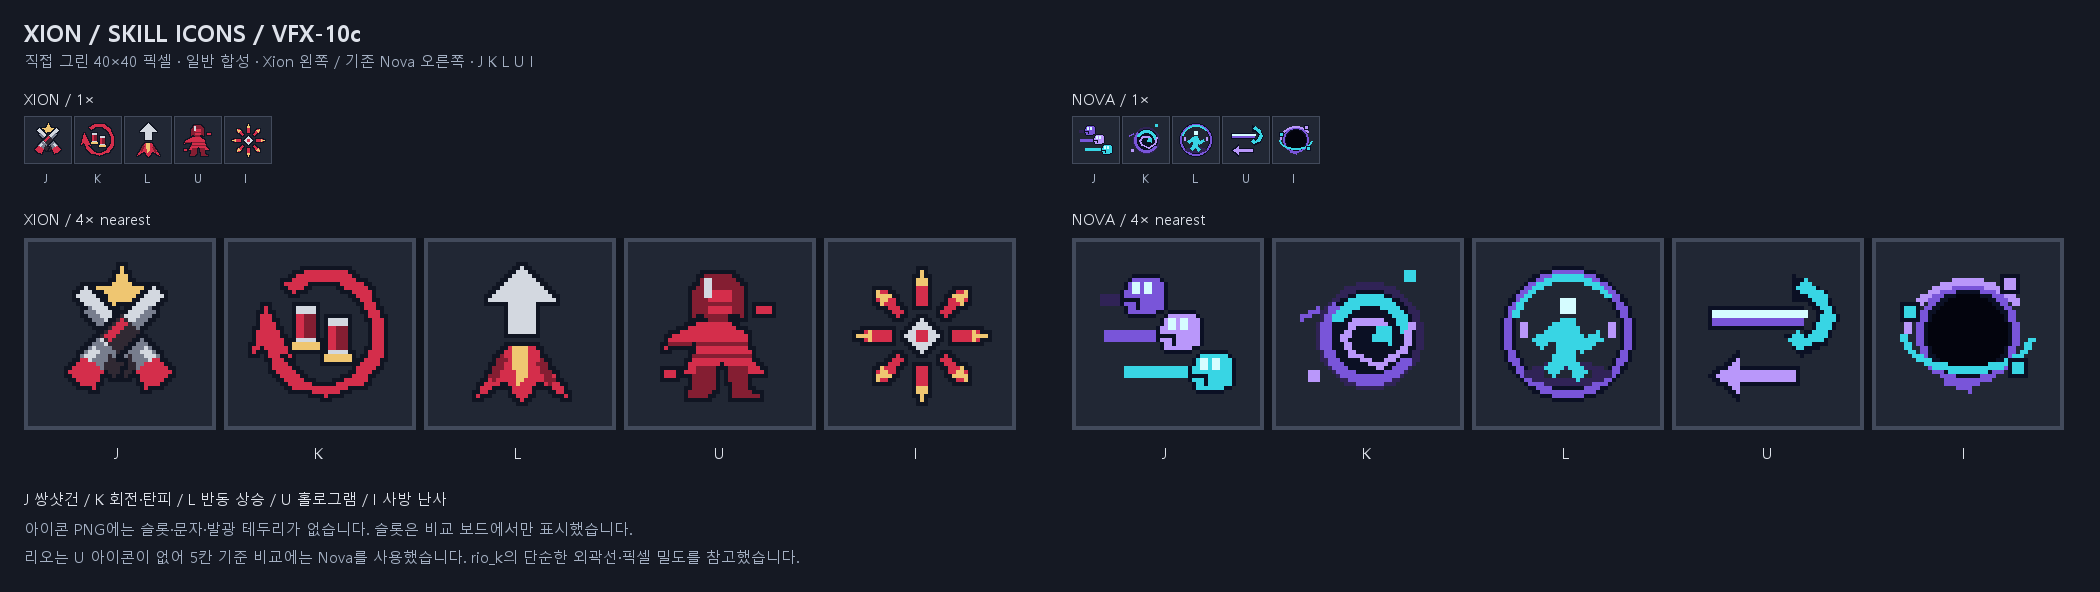 XION / SKILL ICONS / VFX-10c
직접 그린 40×40 픽셀 · 일반 합성 · Xion 왼쪽 / 기존 Nova 오른쪽 · J K L U I
XION / 1×
NOVA / 1×
J K L U I
J K L U I
XION / 4× nearest
NOVA / 4× nearest
J K L U I
J K L U I
J 쌍샷건 / K 회전·탄피 / L 반동 상승 / U 홀로그램 / I 사방 난사
아이콘 PNG에는 슬롯·문자·발광 테두리가 없습니다. 슬롯은 비교 보드에서만 표시했습니다.
리오는 U 아이콘이 없어 5칸 기준 비교에는 Nova를 사용했습니다. rio_k의 단순한 외곽선·픽셀 밀도를 참고했습니다.